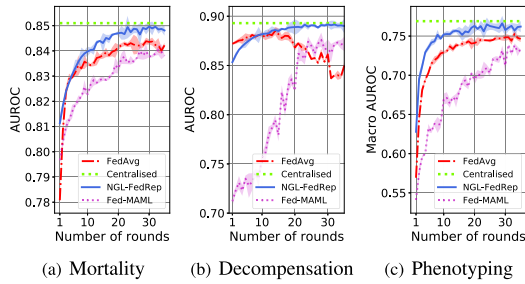 0.85
0.84
0.83
0.82
0.81
0.80
0.79
0.78
AUROC
FedAvg
Centralised
NGL-FedRep
Fed-MAML
1 10 20 30
Number of rounds
(a) Mortality
0.90
0.85
0.80
0.75
0.70
AUROC
FedAvg
Centralised
NGL-FedRep
Fed-MAML
1 10 20 30
Number of rounds
(b) Decompensation
0.75
0.70
0.65
0.60
0.55
Macro AUROC
FedAvg
Centralised
NGL-FedRep
Fed-MAML
1 10 20 30
Number of rounds
(c) Phenotyping